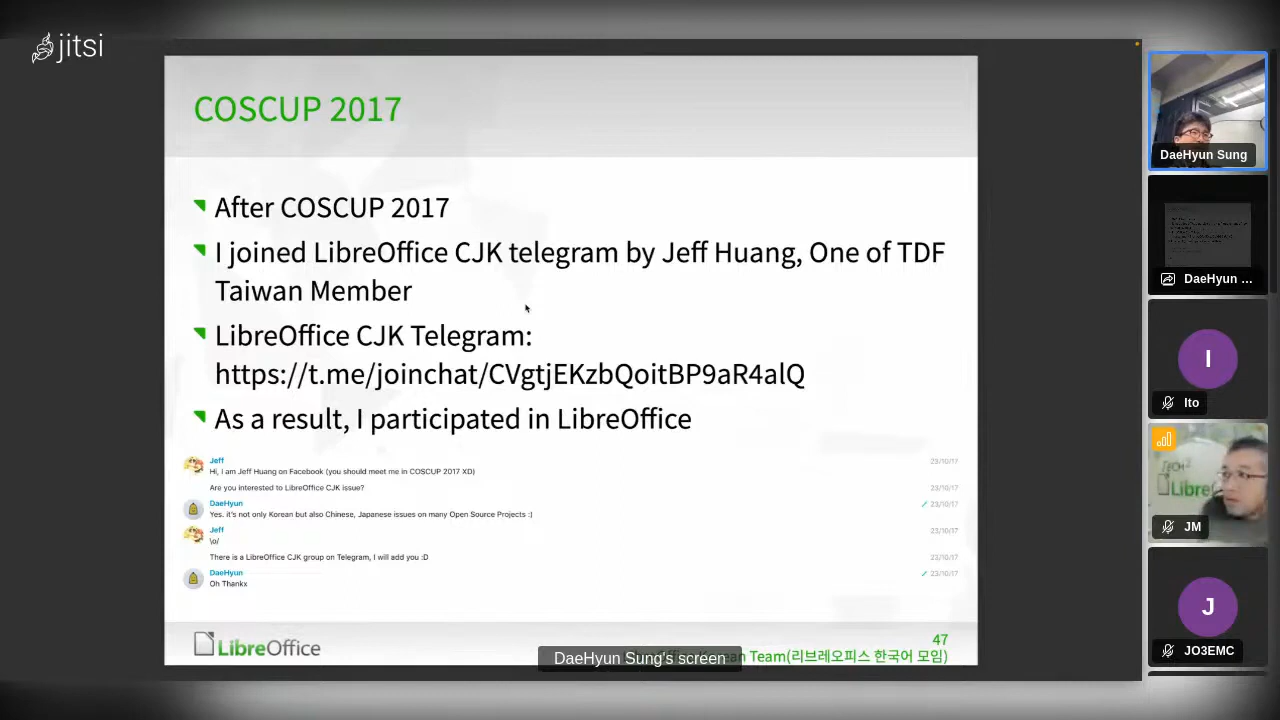 jitsi
COSCUP 2017
After COSCUP 2017
I joined LibreOffice CJK telegram by Jeff Huang, One of TDF
Taiwan Member
LibreOffice CJK Telegram:
https://t.me/joinchat/CVgtjEKzbQoitBP9aR4alQ
As a result, I participated in LibreOffice
Jeff
Hi, I am Jeff Huang on Facebook (you should meet me in COSCUP 2017 XD)
23/10/17
Are you interested to LibreOffice CJK issue?
23/10/17
DaeHyun
23/10/17
Yes. it's not only Korean but also Chinese, Japanese issues on many Open Source Projects :)
Jeff
23/10/17
\o/
There is a LibreOffice CJK group on Telegram, I will add you :D
23/10/17
DaeHyun
23/10/17
Oh Thankx
LibreOffice
47
Team(리브레오피스 한국어 모임)
DaeHyun Sung's screen
DaeHyun Sung
DaeHyun ...
I
Ito
Libre
JM
J
JO3EMC